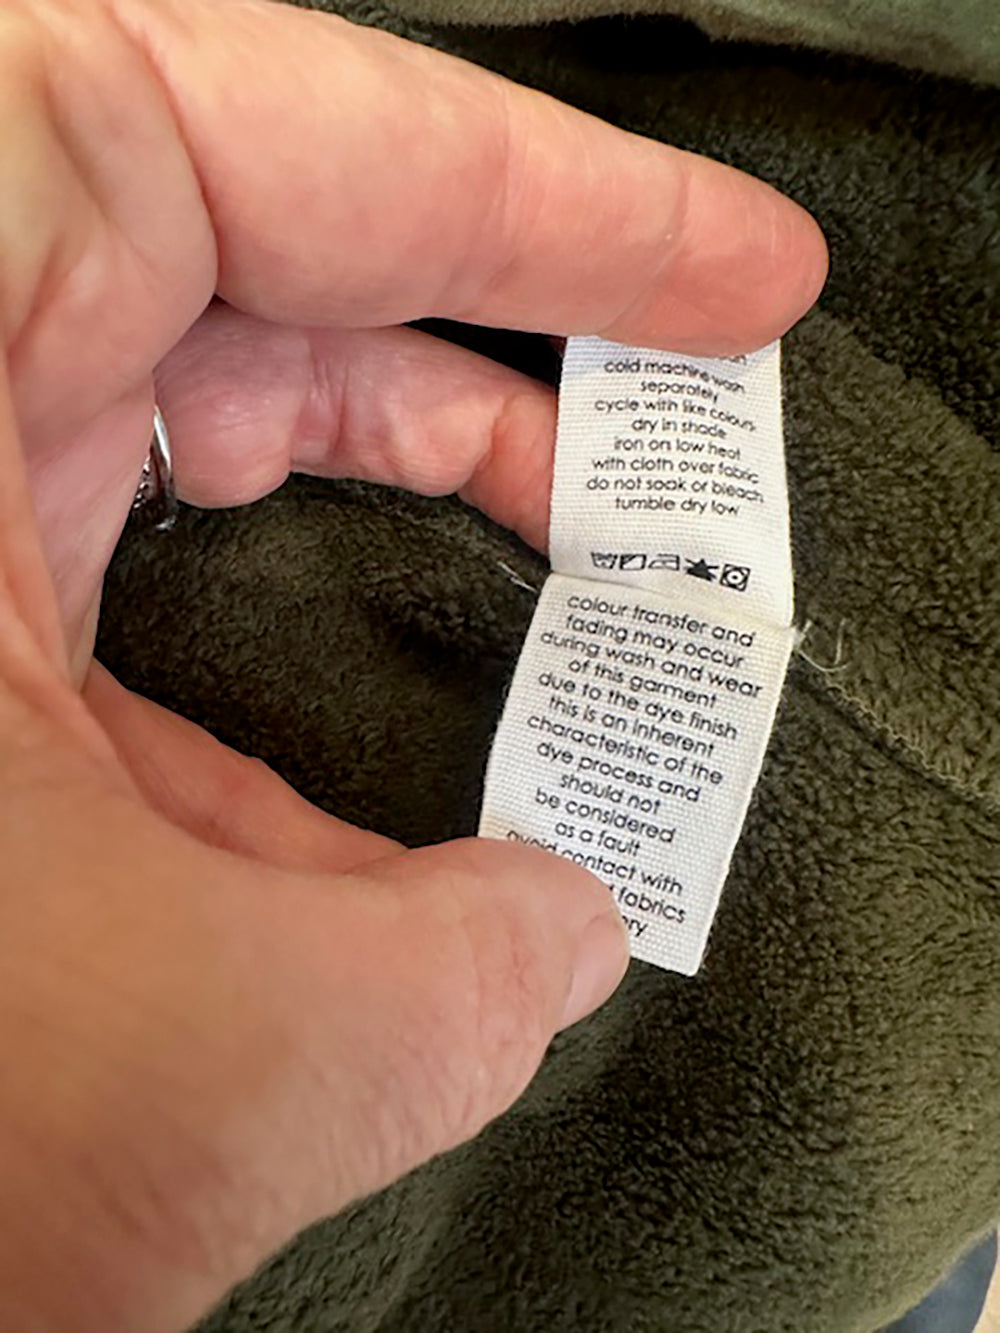 cold machine wash
separately
cycle with like colours
dry in shade
iron on low heat
with cloth over fabric
do not soak or bleach
tumble dry low
colour transfer and
fading may occur
during wash and wear
of this garment
due to the dye finish
this is an inherent
characteristic of the
dye process and
should not
be considered
as a fault
avoid contact with
fabrics